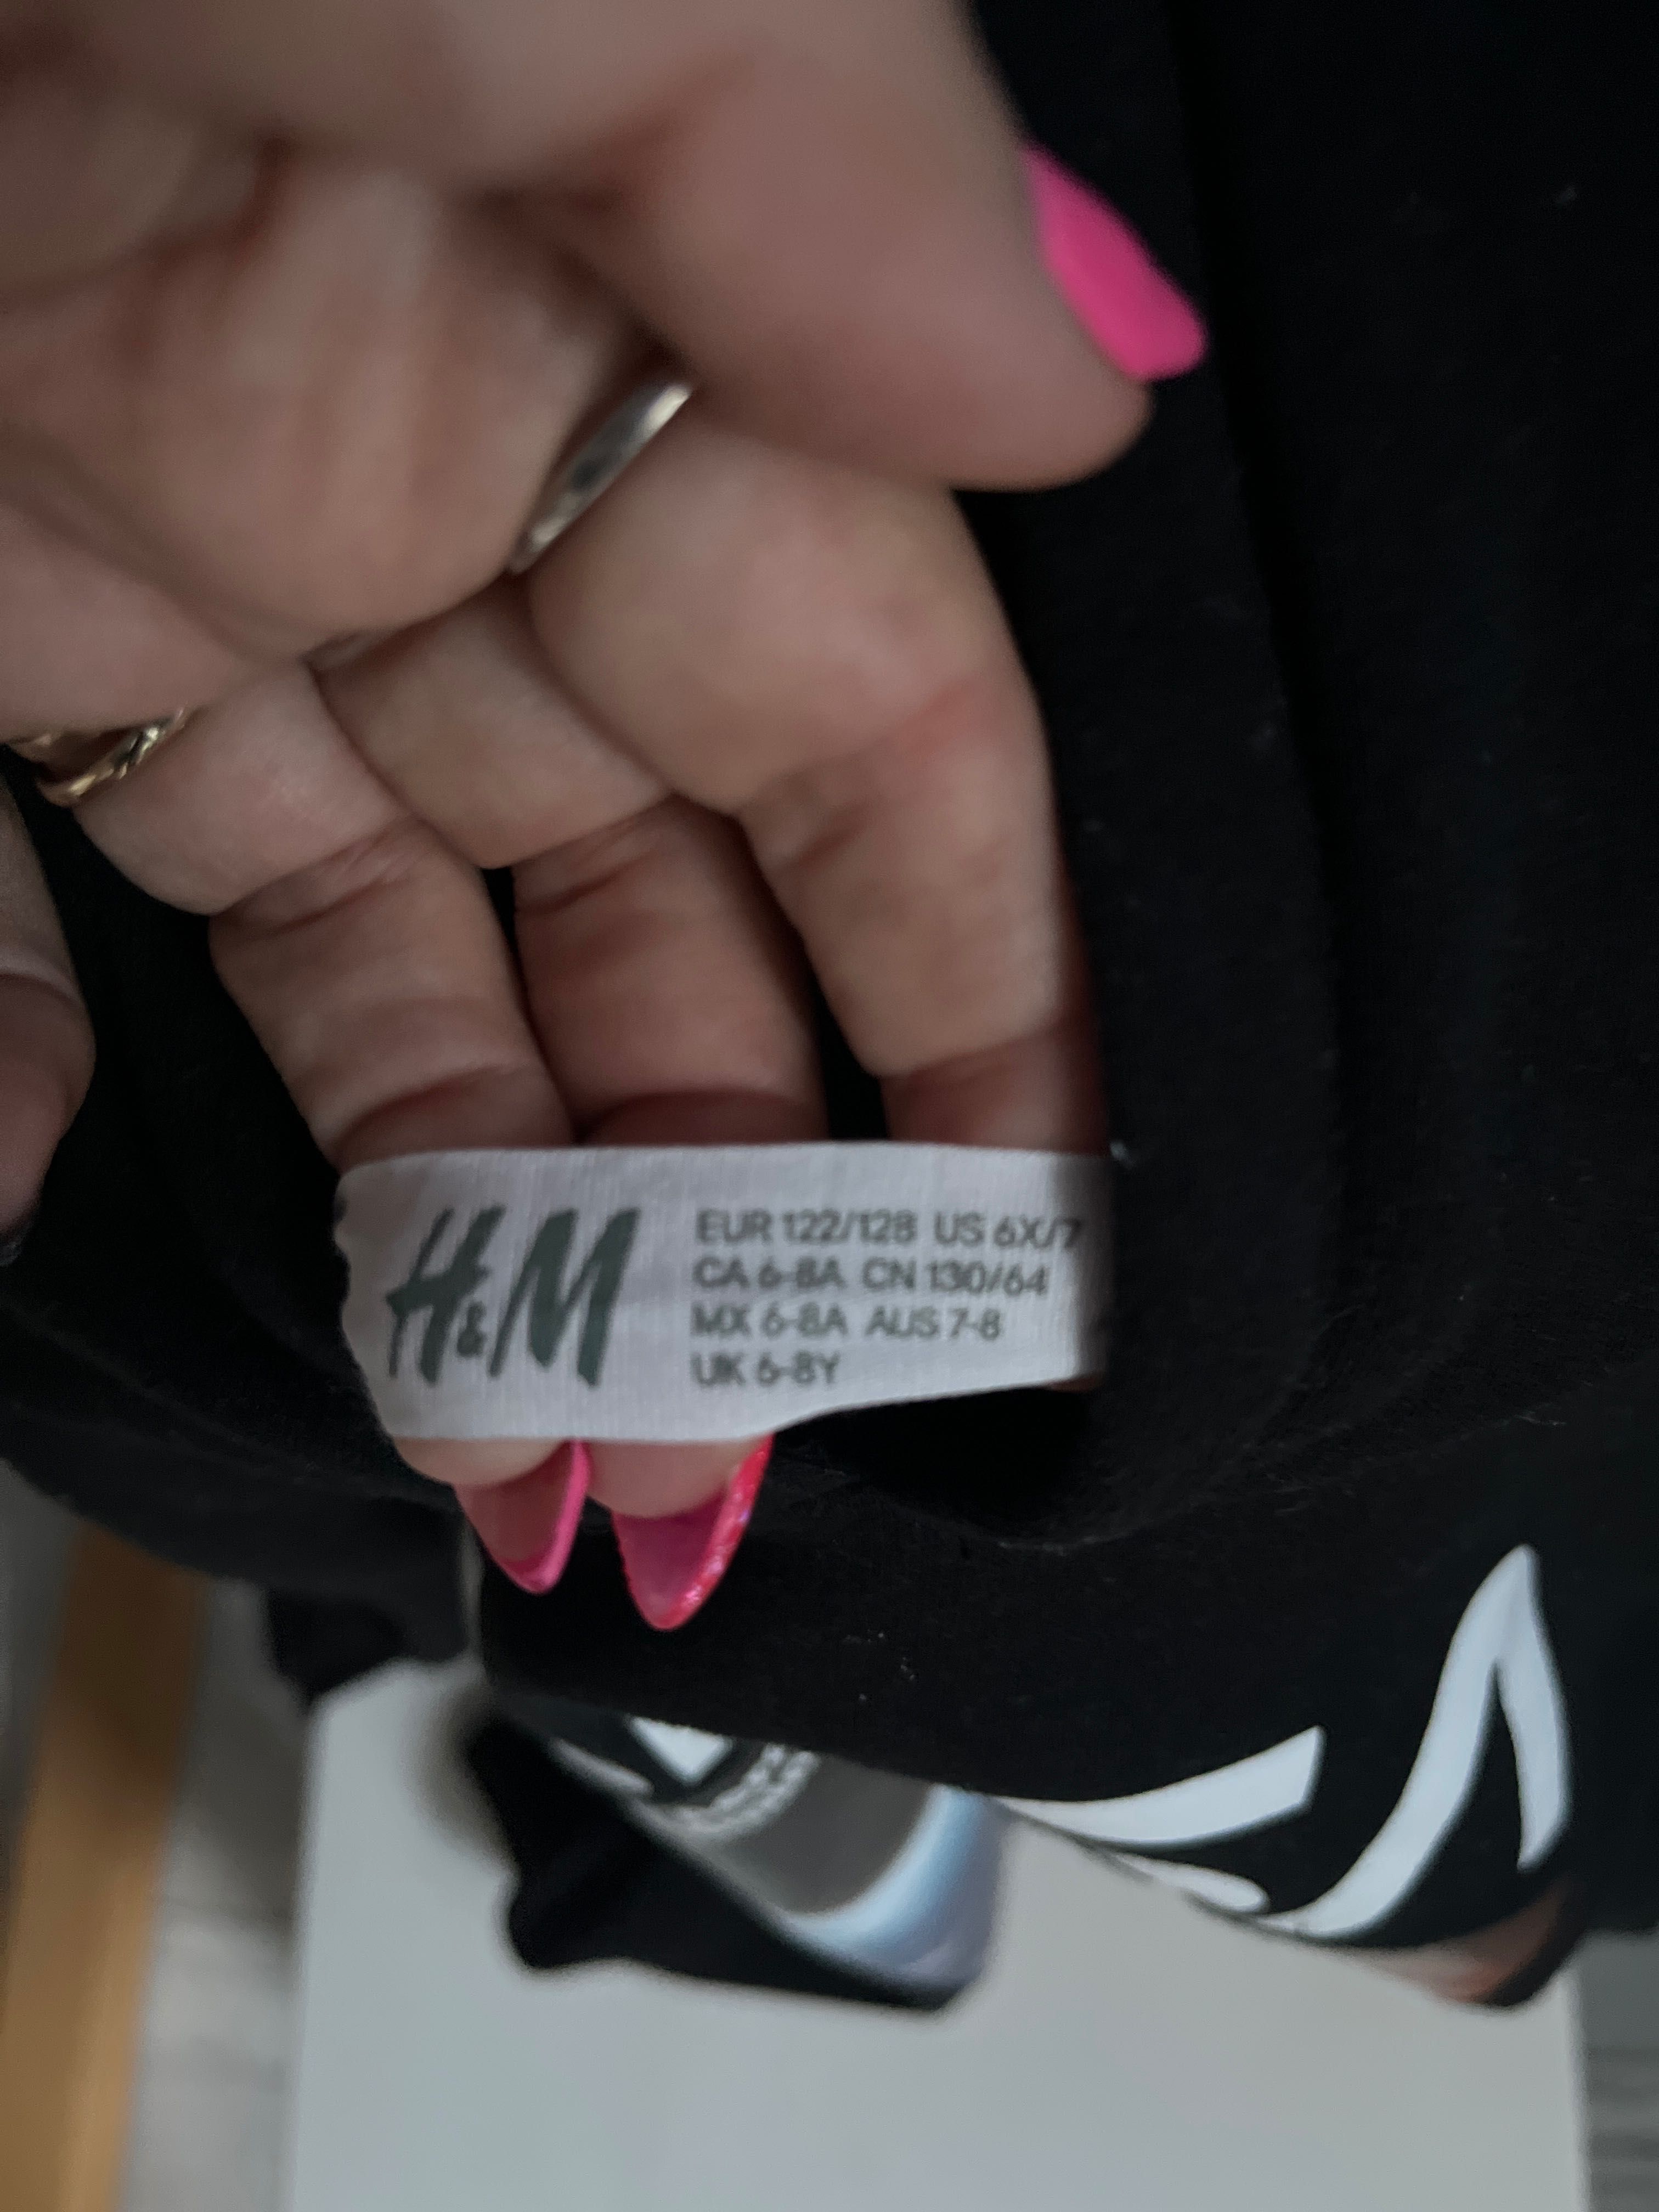 H&M
EUR 122/128 US 6X/7
CA 6-8A CN 130/64
MX 6-8A AUS 7-8
UK 6-8Y